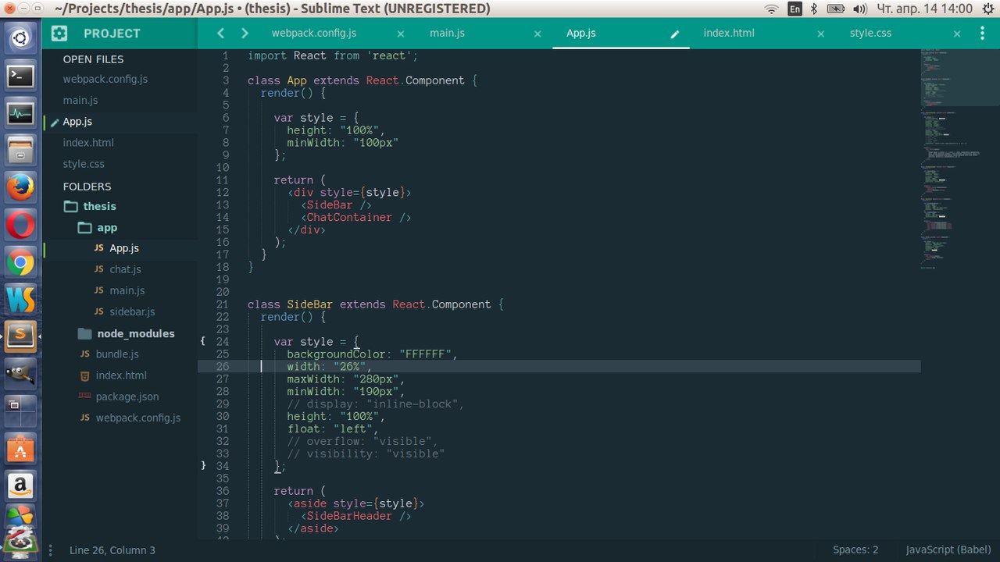 ~/Projects/thesis/app/App.js • (thesis) - Sublime Text (UNREGISTERED)
En
Чт. апр. 14 14:00
PROJECT
webpack.config.js
main.js
App.js
index.html
style.css
OPEN FILES
webpack.config.js
main.js
App.js
index.html
style.css
FOLDERS
thesis
app
JS App.js
JS chat.js
JS main.js
JS sidebar.js
node_modules
JS bundle.js
index.html
package.json
JS webpack.config.js
1 import React from 'react';
2
3 class App extends React.Component {
4 render() {
5
6 var style = {
7 height: "100%",
8 minWidth: "100px"
9 };
10
11 return (
12 <div style={style}>
13 <SideBar />
14 <ChatContainer />
15 </div>
16 );
17 }
18 }
19
20
21 class SideBar extends React.Component {
22 render() {
23
{ 24 var style = {
25 backgroundColor: "FFFFFF",
26 width: "26%",
27 maxWidth: "280px",
28 minWidth: "190px",
29 // display: "inline-block",
30 height: "100%",
31 float: "left",
32 // overflow: "visible",
33 // visibility: "visible"
} 34 };
35
36 return (
37 <aside style={style}>
38 <SideBarHeader />
39 </aside>
Line 26, Column 3
Spaces: 2
JavaScript (Babel)